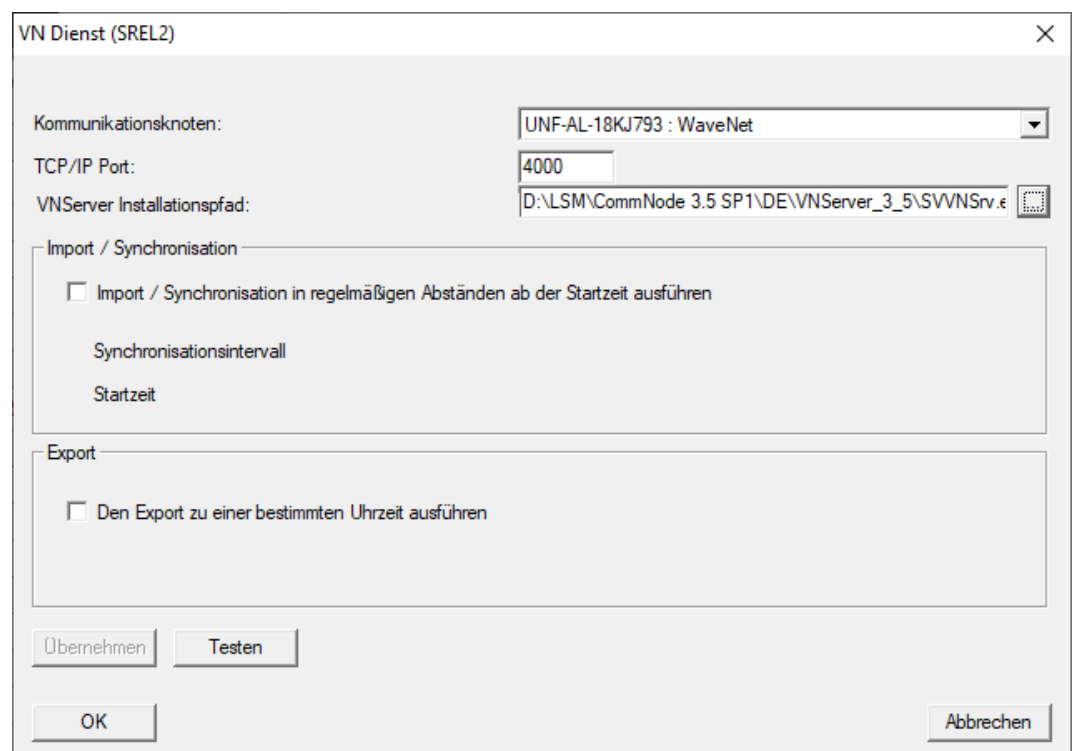 VN Dienst (SREL2)
Kommunikationsknoten: UNF-AL-18KJ793 : WaveNet
TCP/IP Port: 4000
VNServer Installationspfad: D:\LSM\CommNode 3.5 SP1\DE\VNServer_3_5\SVVNSrv.e ...
Import / Synchronisation
Import / Synchronisation in regelmäßigen Abständen ab der Startzeit ausführen
Synchronisationsintervall
Startzeit
Export
Den Export zu einer bestimmten Uhrzeit ausführen
Übernehmen Testen
OK Abbrechen